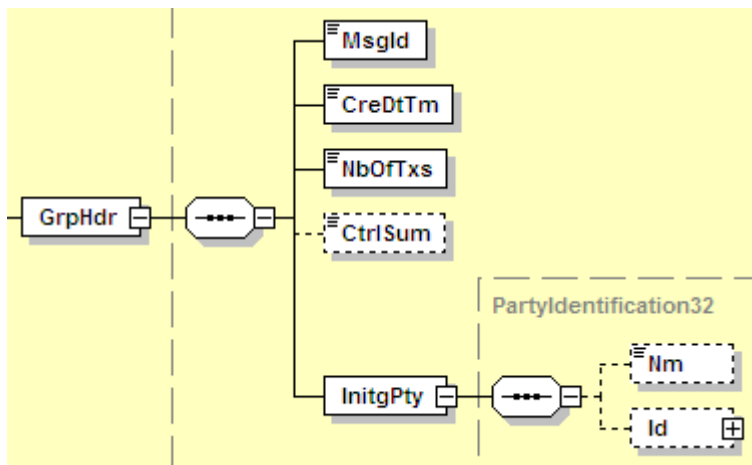 MsgId
CreDtTm
NbOfTxs
GrpHdr
CtrlSum
PartyIdentification32
Nm
InitgPty
Id